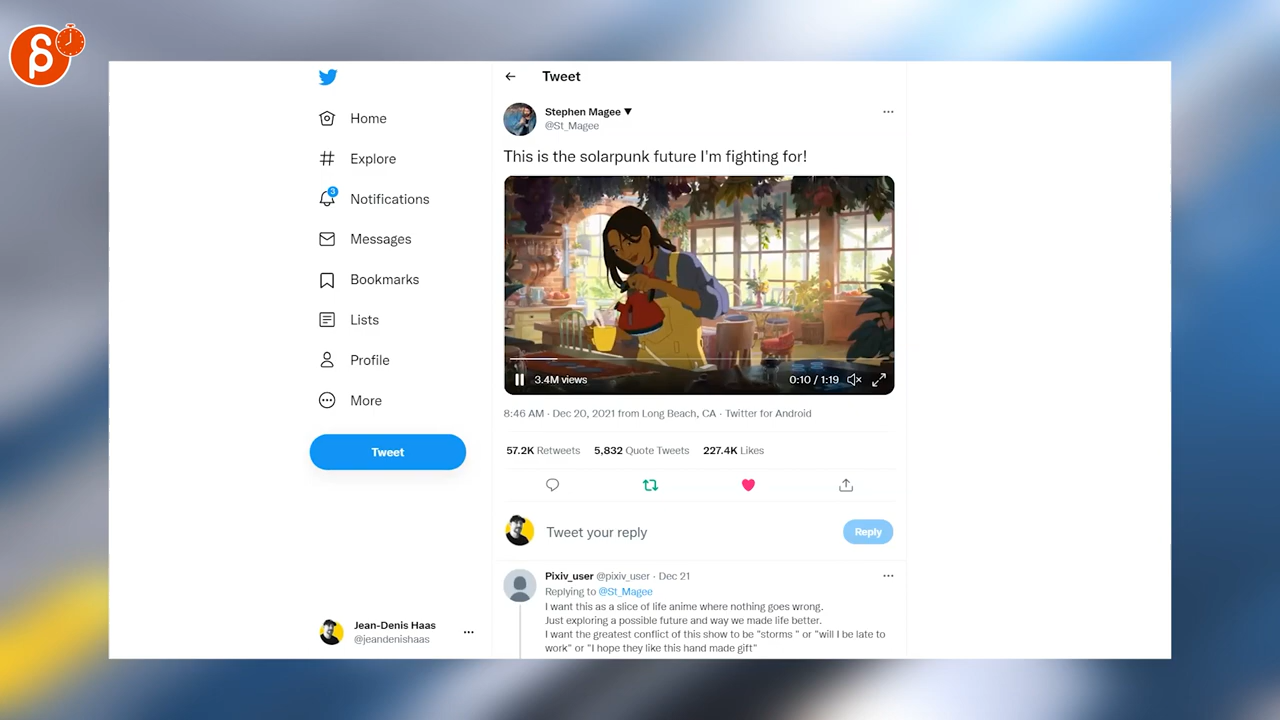 Tweet
Stephen Magee ▼
@St_Magee
This is the solarpunk future I'm fighting for!
3.4M views
0:10 / 1:19
8:46 AM · Dec 20, 2021 from Long Beach, CA · Twitter for Android
57.2K Retweets 5,832 Quote Tweets 227.4K Likes
Tweet your reply
Reply
Pixiv_user @pixiv_user · Dec 21
Replying to @St_Magee
I want this as a slice of life anime where nothing goes wrong.
Just exploring a possible future and way we made life better.
I want the greatest conflict of this show to be "storms " or "will I be late to
work" or "I hope they like this hand made gift"
Home
Explore
3
Notifications
Messages
Bookmarks
Lists
Profile
More
Tweet
Jean-Denis Haas
@jeandenishaas